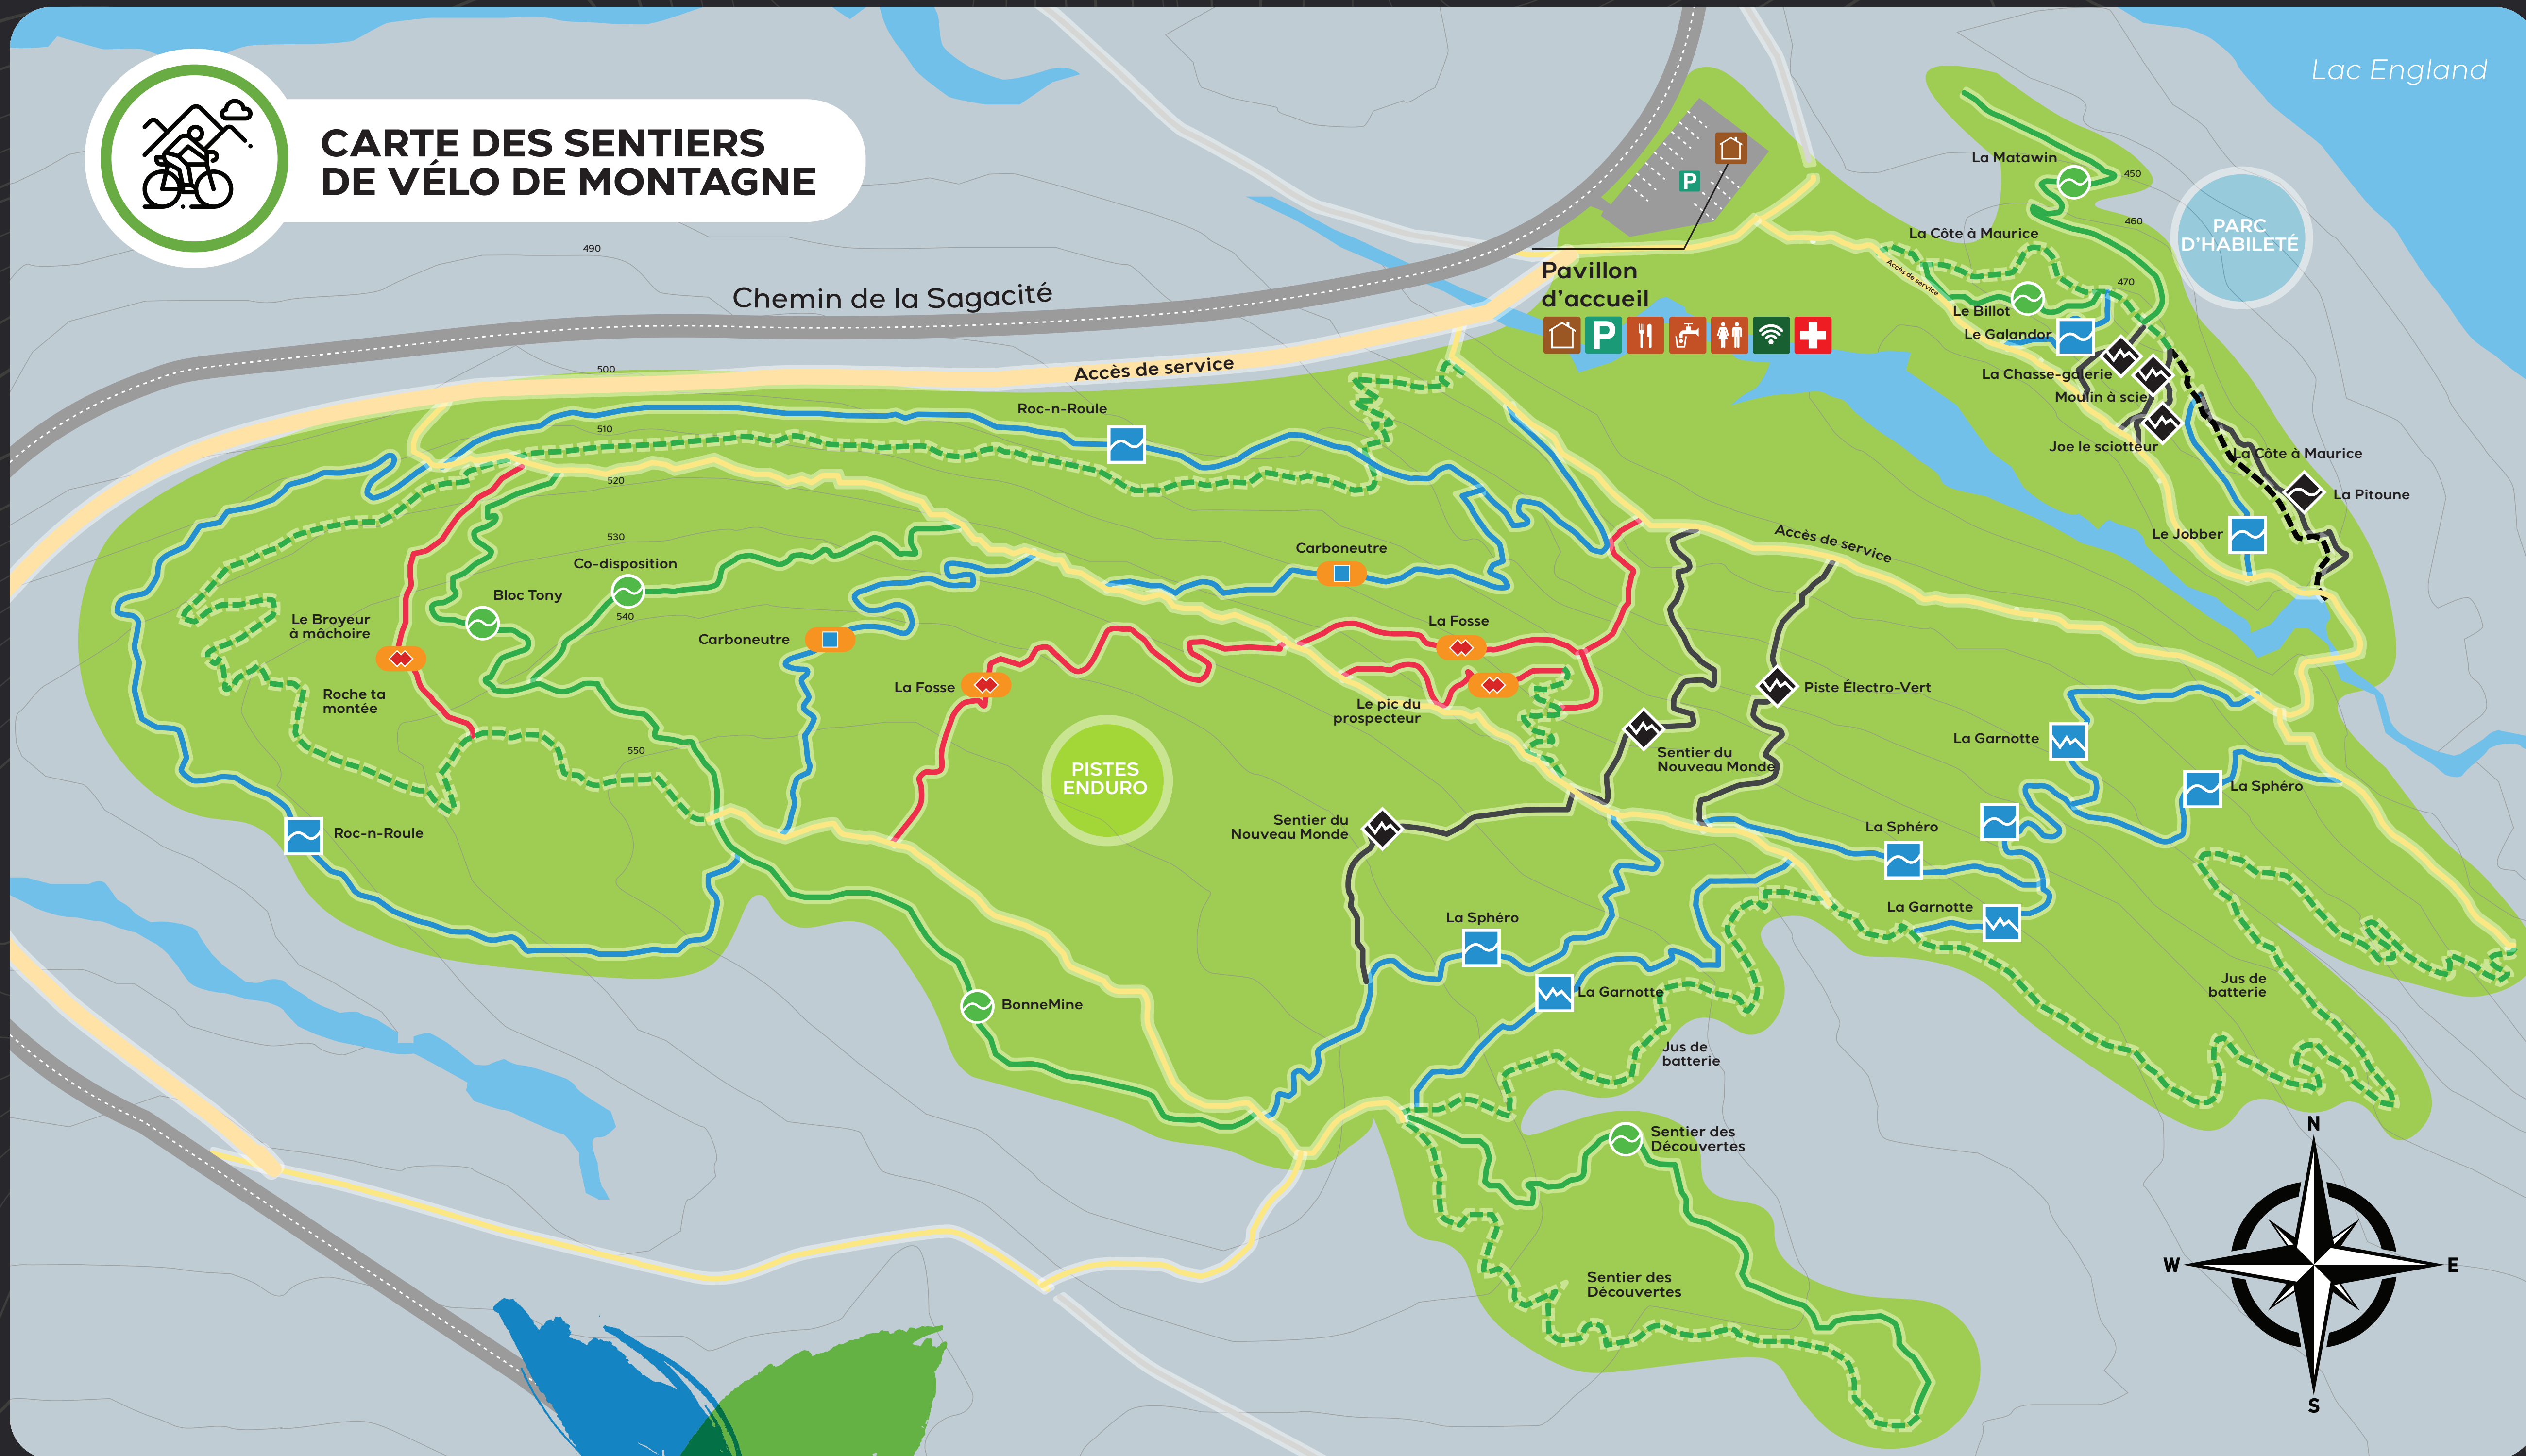 CARTE DES SENTIERS
DE VÉLO DE MONTAGNE
Lac England
PARC
D'HABILETÉ
La Matawin
450
460
La Côte à Maurice
Accès de service
470
Le Billot
Le Galandor
La Chasse-galerie
Moulin à scie
Joe le sciotteur
La Côte à Maurice
La Pitoune
Le Jobber
P
Pavillon
d'accueil
P
490
Chemin de la Sagacité
Accès de service
500
Roc-n-Roule
510
520
530
Co-disposition
Bloc Tony
540
Le Broyeur
à mâchoire
Roche ta
montée
Carboneutre
Carboneutre
La Fosse
La Fosse
Le pic du
prospecteur
Accès de service
Piste Électro-Vert
Sentier du
Nouveau Monde
550
PISTES
ENDURO
Sentier du
Nouveau Monde
La Garnotte
La Sphéro
La Sphéro
La Garnotte
Roc-n-Roule
La Sphéro
La Garnotte
BonneMine
Jus de
batterie
Jus de
batterie
Sentier des
Découvertes
Sentier des
Découvertes
N
W
E
S